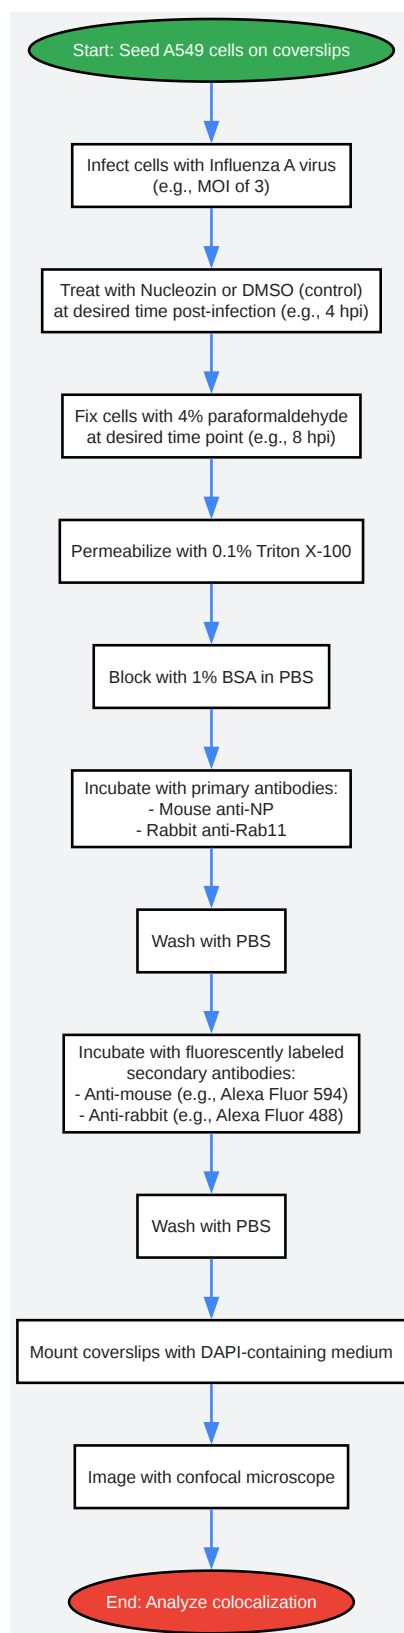 Start: Seed A549 cells on coverslips
Infect cells with Influenza A virus
(e.g., MOI of 3)
Treat with Nucleozin or DMSO (control)
at desired time post-infection (e.g., 4 hpi)
Fix cells with 4% paraformaldehyde
at desired time point (e.g., 8 hpi)
Permeabilize with 0.1% Triton X-100
Block with 1% BSA in PBS
Incubate with primary antibodies:
- Mouse anti-NP
- Rabbit anti-Rab11
Wash with PBS
Incubate with fluorescently labeled
secondary antibodies:
- Anti-mouse (e.g., Alexa Fluor 594)
- Anti-rabbit (e.g., Alexa Fluor 488)
Wash with PBS
Mount coverslips with DAPI-containing medium
Image with confocal microscope
End: Analyze colocalization